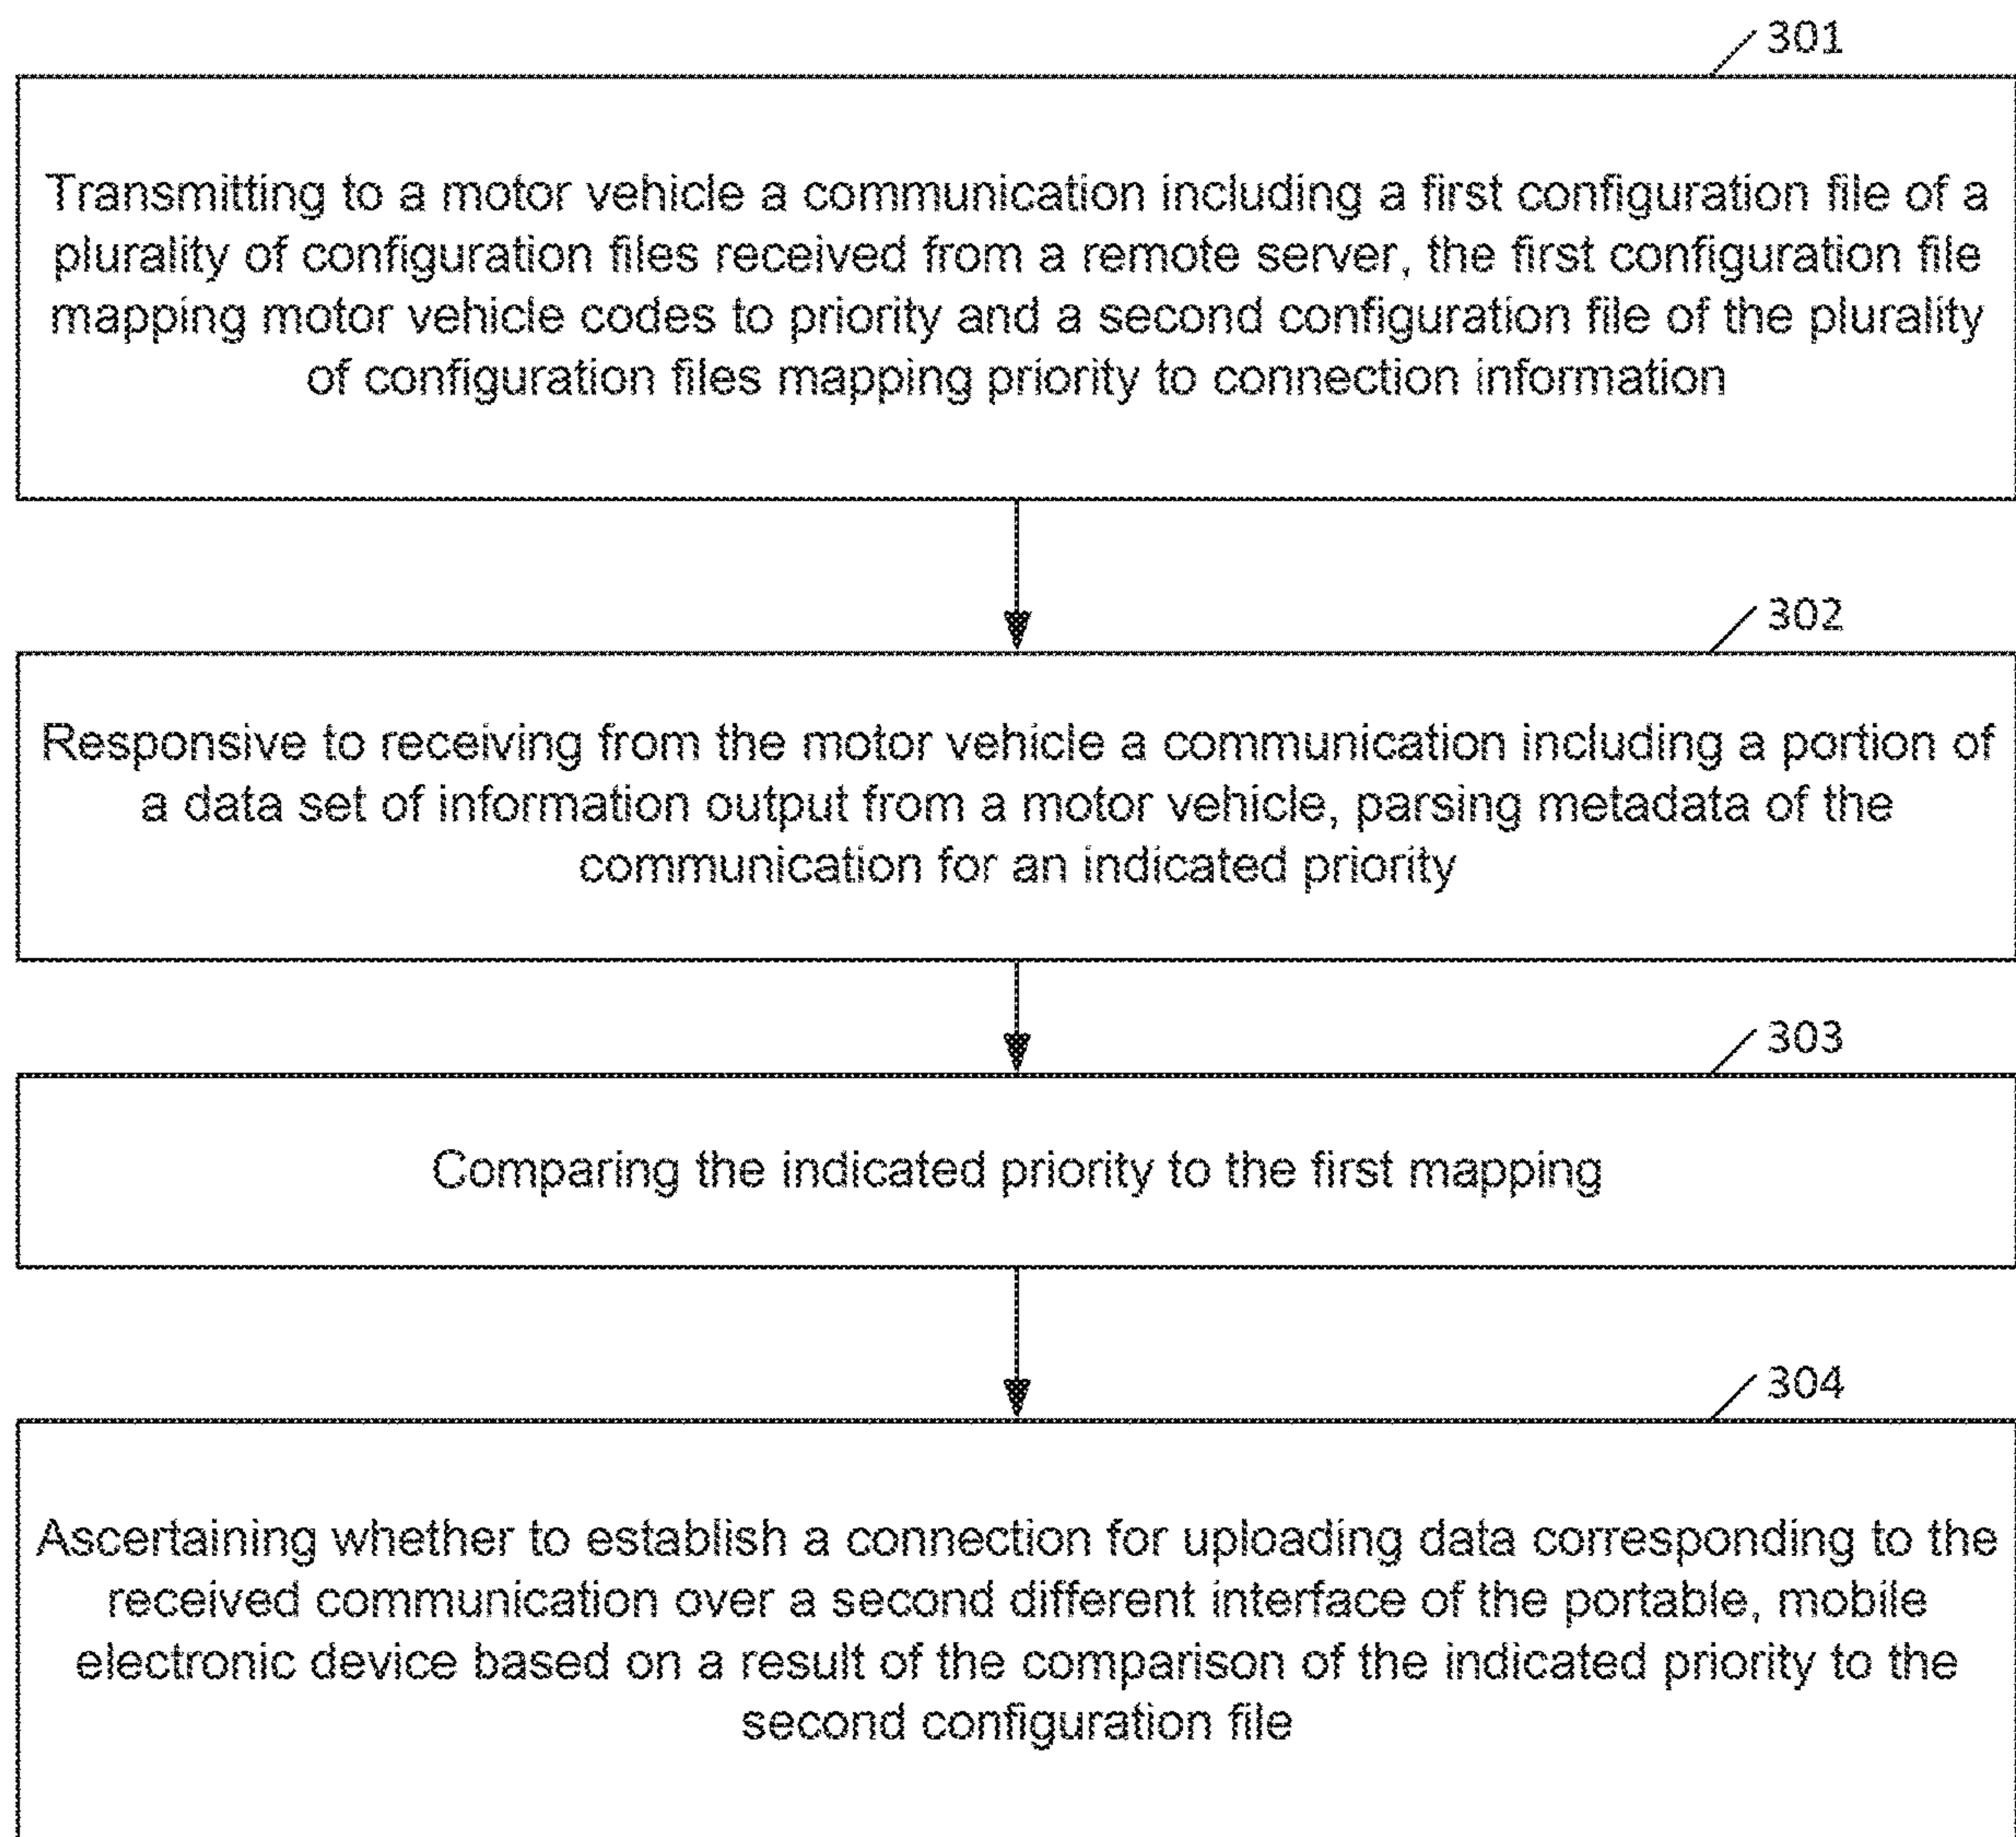 301
Transmitting to a motor vehicle a communication including a first configuration file of a
plurality of configuration files received from a remote server, the first configuration file
mapping motor vehicle codes to priority and a second configuration file of the plurality
of configuration files mapping priority to connection information
302
Responsive to receiving from the motor vehicle a communication including a portion of
a data set of information output from a motor vehicle, parsing metadata of the
communication for an indicated priority
303
Comparing the indicated priority to the first mapping
304
Ascertaining whether to establish a connection for uploading data corresponding to the
received communication over a second different interface of the portable, mobile
electronic device based on a result of the comparison of the indicated priority to the
second configuration file